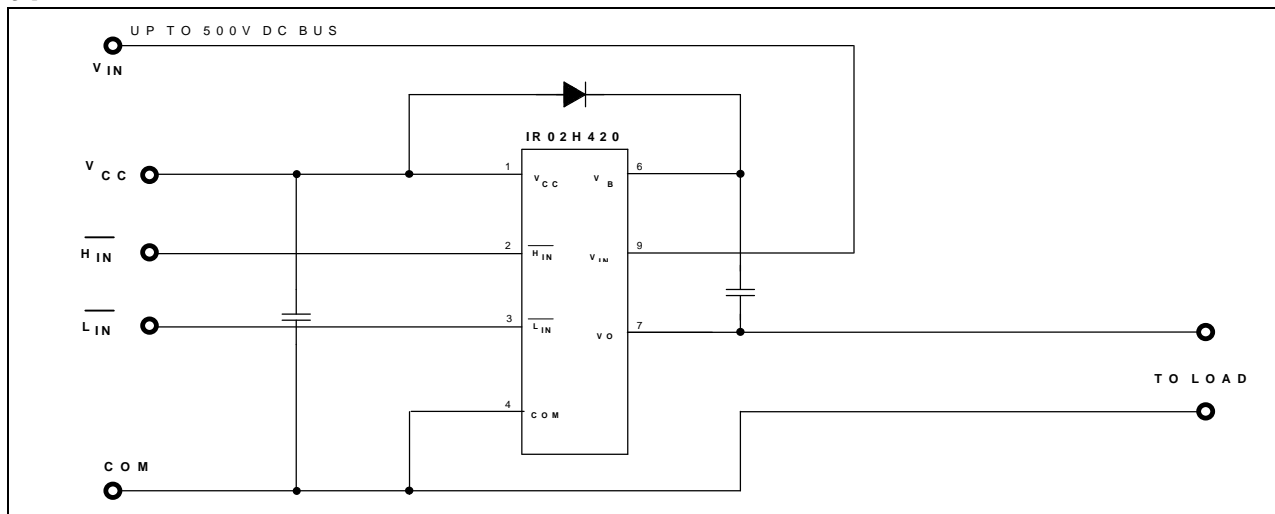 UP TO 500V DC BUS
VIN
IR02H420
VCC
1
VCC
VB
6
HIN
2
HIN
VIN
9
LIN
3
LIN
VO
7
TO LOAD
4
COM
COM